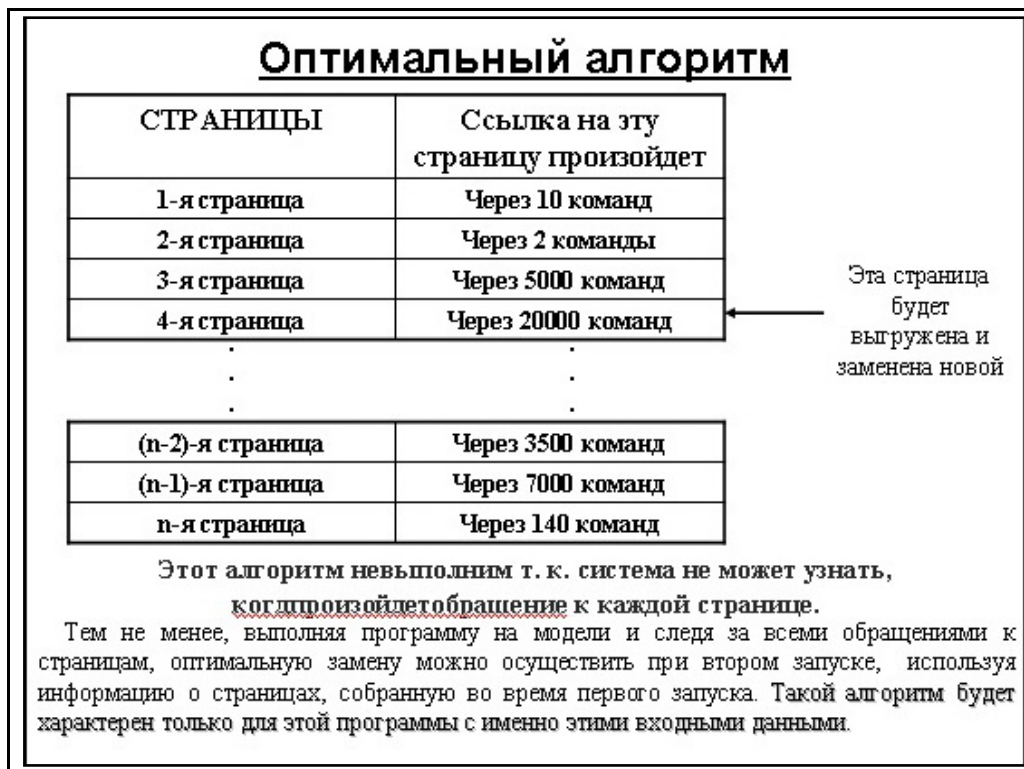 Оптимальный алгоритм
СТРАНИЦЫ
Ссылка на эту
страницу произойдет
1-я страница
Через 10 команд
2-я страница
Через 2 команды
3-я страница
Через 5000 команд
4-я страница
Через 20000 команд
Эта страница
будет
выгружена и
заменена новой
(n-2)-я страница
Через 3500 команд
(n-1)-я страница
Через 7000 команд
n-я страница
Через 140 команд
Этот алгоритм невыполним т. к. система не может узнать,
когдпроизойдетобращение к каждой странице.
Тем не менее, выполняя программу на модели и следя за всеми обращениями к
страницам, оптимальную замену можно осуществить при втором запуске, используя
информацию о страницах, собранную во время первого запуска. Такой алгоритм будет
характерен только для этой программы с именно этими входными данными.